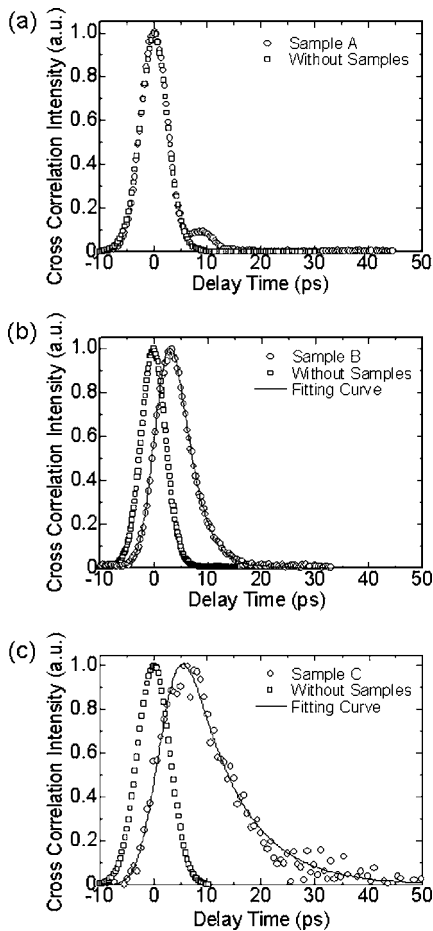 (a)
Cross Correlation Intensity (a.u.)
1.0
0.8
0.6
0.4
0.2
0
Sample A
Without Samples
-10 0 10 20 30 40 50
Delay Time (ps)
(b)
Cross Correlation Intensity (a.u.)
1.0
0.8
0.6
0.4
0.2
0
Sample B
Without Samples
Fitting Curve
-10 0 10 20 30 40 50
Delay Time (ps)
(c)
Cross Correlation Intensity (a.u.)
1.0
0.8
0.6
0.4
0.2
0
Sample C
Without Samples
Fitting Curve
-10 0 10 20 30 40 50
Delay Time (ps)